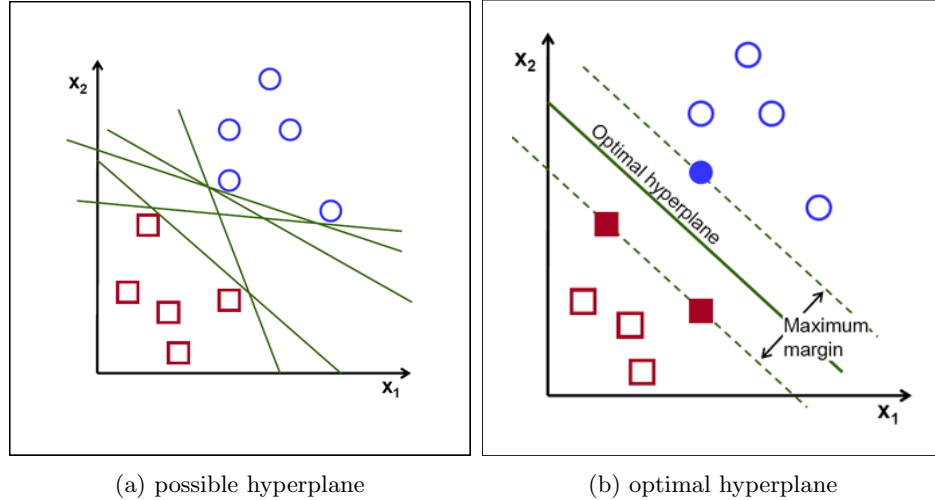 x₂
x₁
x₂
Optimal hyperplane
Maximum
margin
x₁
(a) possible hyperplane
(b) optimal hyperplane